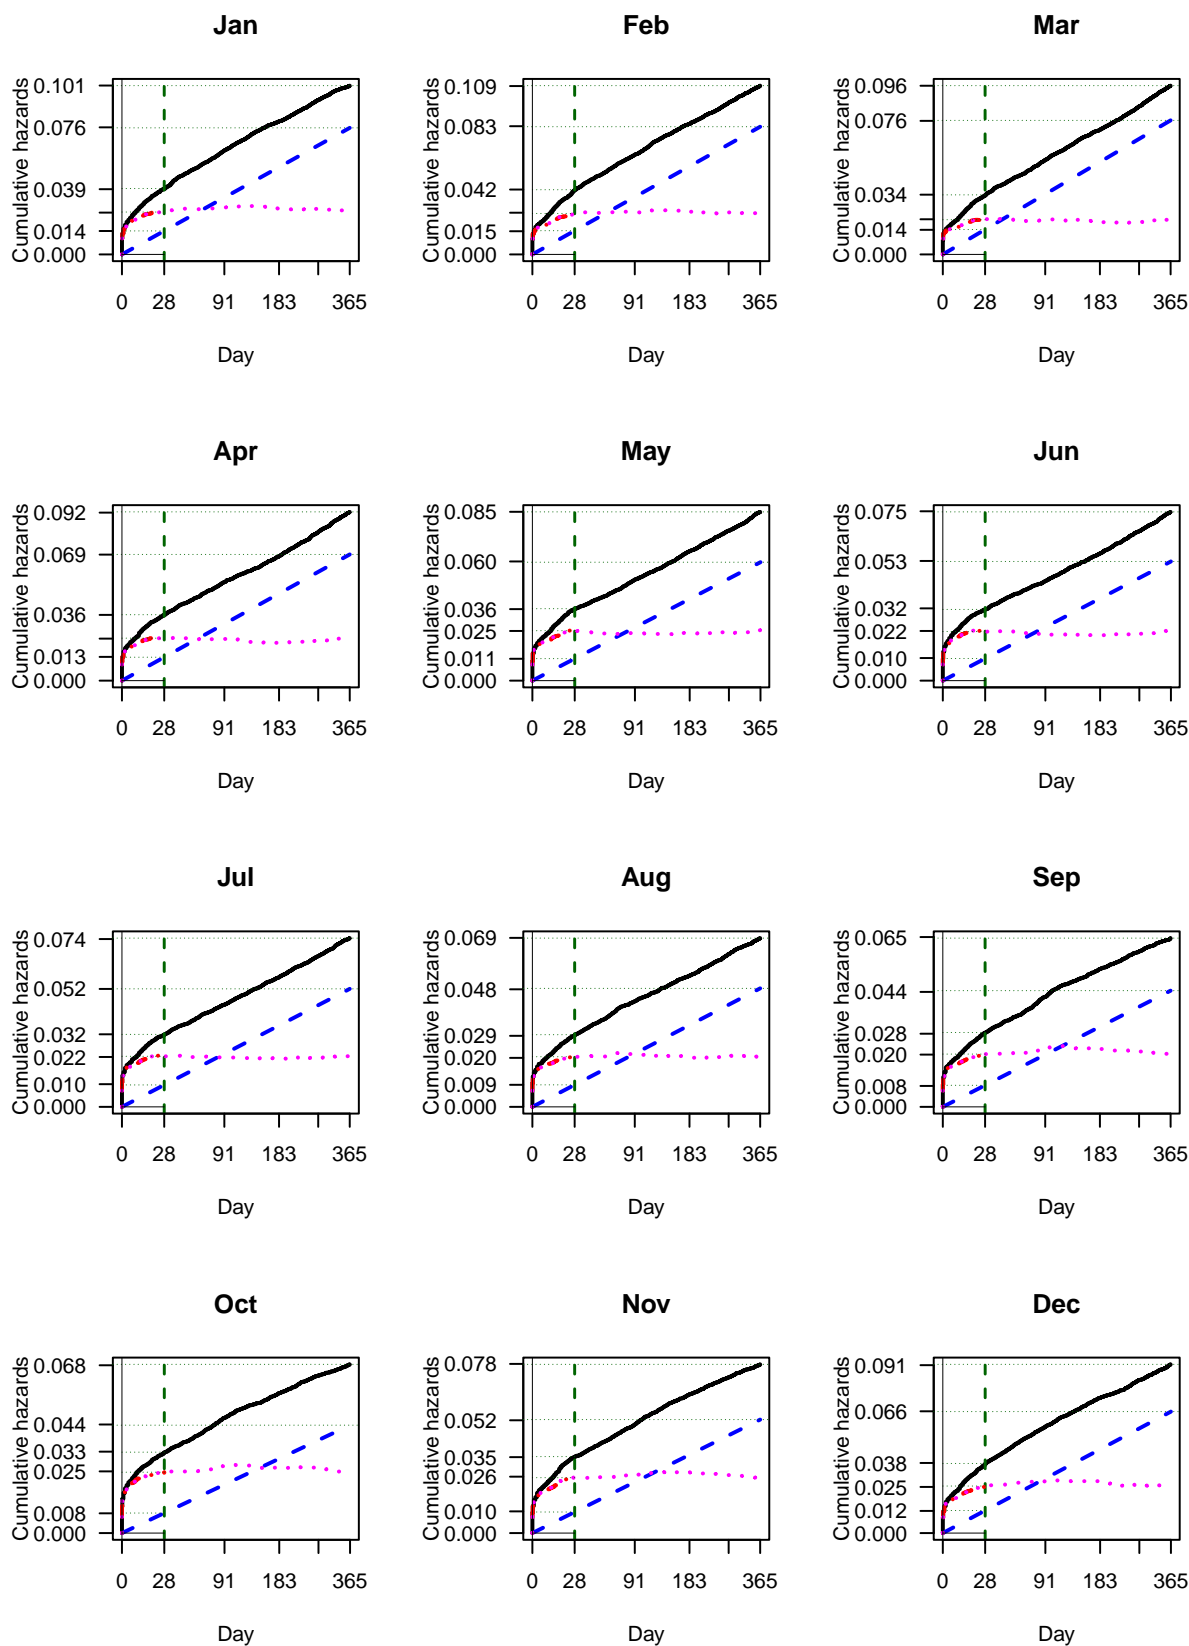 Jan
Cumulative hazards
0.101
0.076
0.039
0.014
0.000
0 28 91 183 365
Day
Feb
Cumulative hazards
0.109
0.083
0.042
0.015
0.000
0 28 91 183 365
Day
Mar
Cumulative hazards
0.096
0.076
0.034
0.014
0.000
0 28 91 183 365
Day
Apr
Cumulative hazards
0.092
0.069
0.036
0.013
0.000
0 28 91 183 365
Day
May
Cumulative hazards
0.085
0.060
0.036
0.025
0.011
0.000
0 28 91 183 365
Day
Jun
Cumulative hazards
0.075
0.053
0.032
0.022
0.010
0.000
0 28 91 183 365
Day
Jul
Cumulative hazards
0.074
0.052
0.032
0.022
0.010
0.000
0 28 91 183 365
Day
Aug
Cumulative hazards
0.069
0.048
0.029
0.020
0.009
0.000
0 28 91 183 365
Day
Sep
Cumulative hazards
0.065
0.044
0.028
0.020
0.008
0.000
0 28 91 183 365
Day
Oct
Cumulative hazards
0.068
0.044
0.033
0.025
0.008
0.000
0 28 91 183 365
Day
Nov
Cumulative hazards
0.078
0.052
0.035
0.026
0.010
0.000
0 28 91 183 365
Day
Dec
Cumulative hazards
0.091
0.066
0.038
0.025
0.012
0.000
0 28 91 183 365
Day